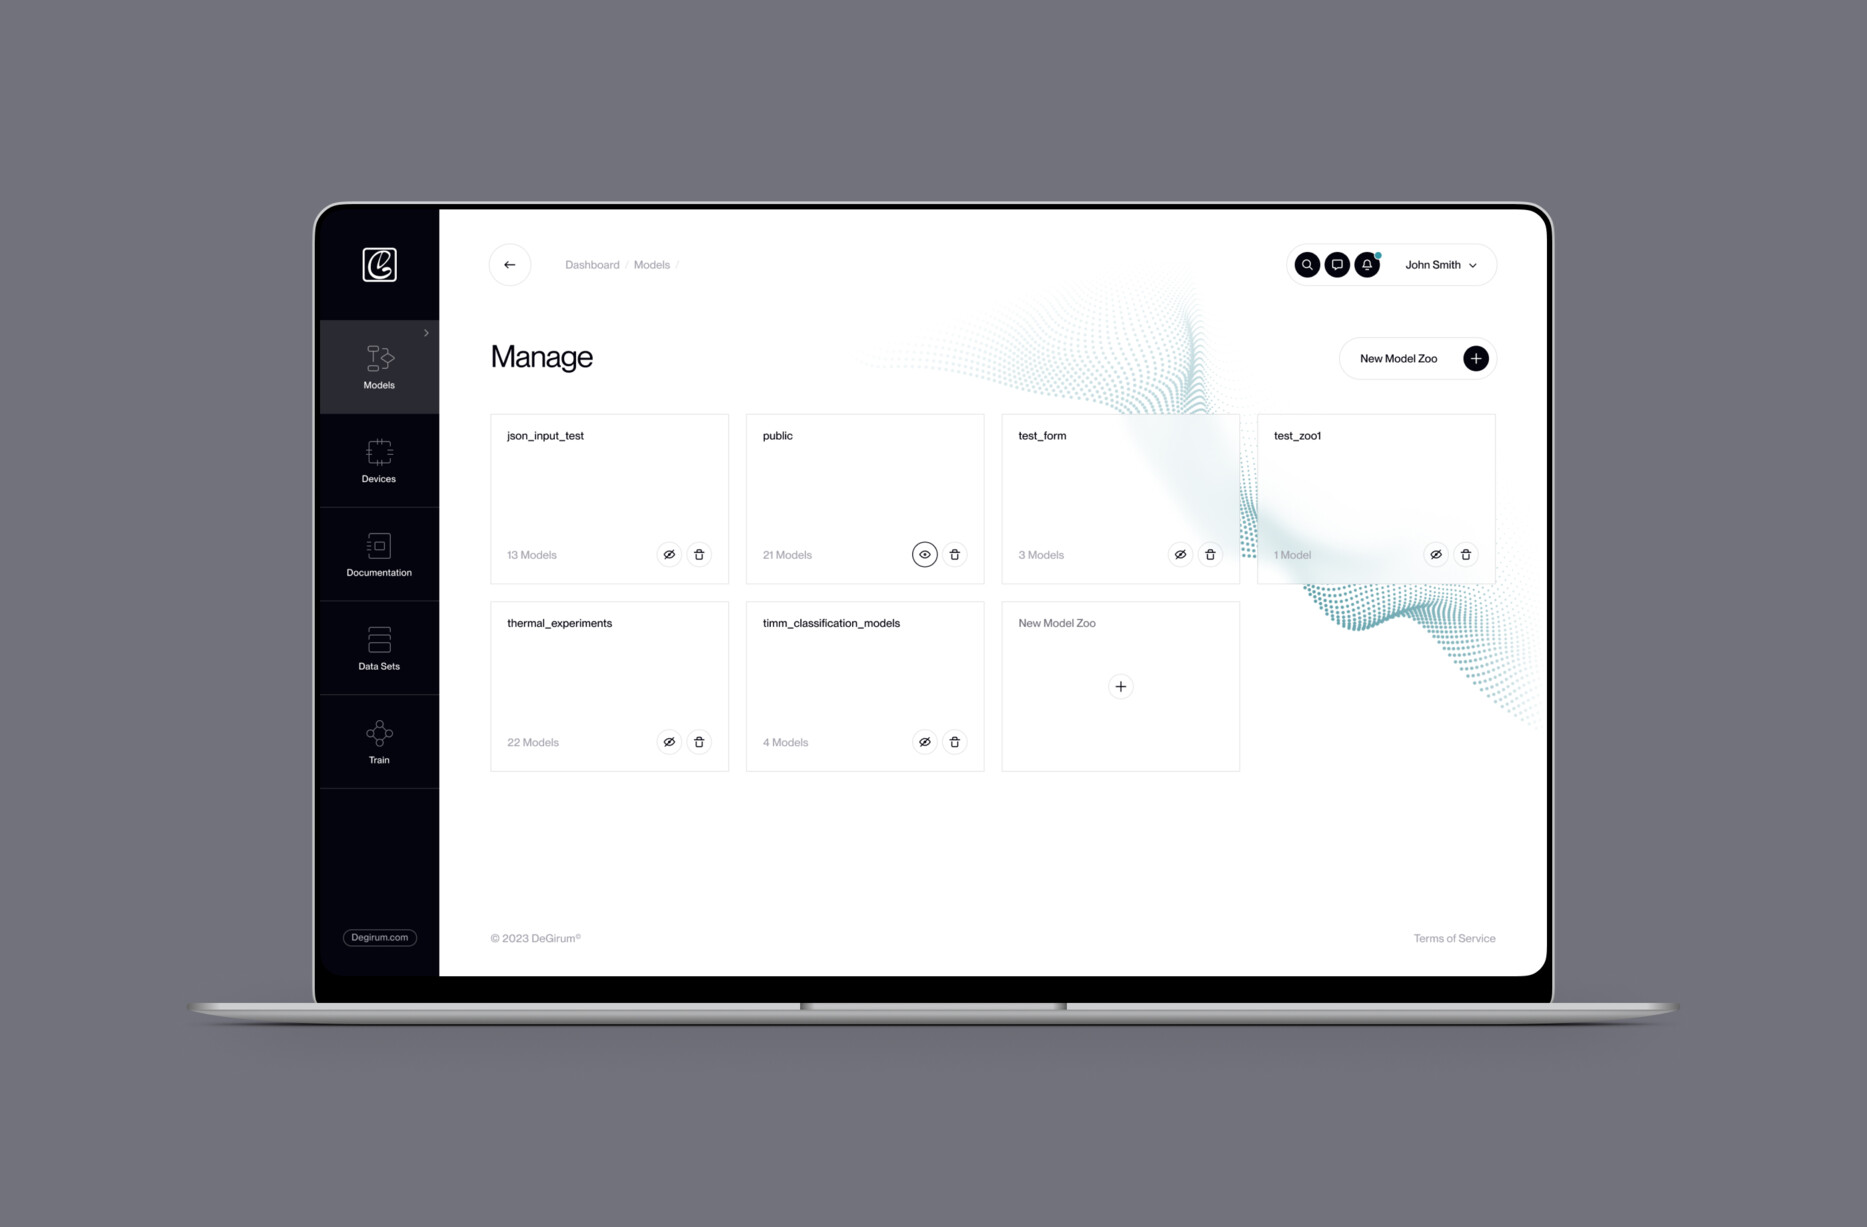 Dashboard / Models /
John Smith
Models
Devices
Documentation
Data Sets
Train
Degirum.com
Manage
New Model Zoo
json_input_test
13 Models
public
21 Models
test_form
3 Models
test_zoo1
1 Model
thermal_experiments
22 Models
timm_classification_models
4 Models
New Model Zoo
© 2023 DeGirum©
Terms of Service